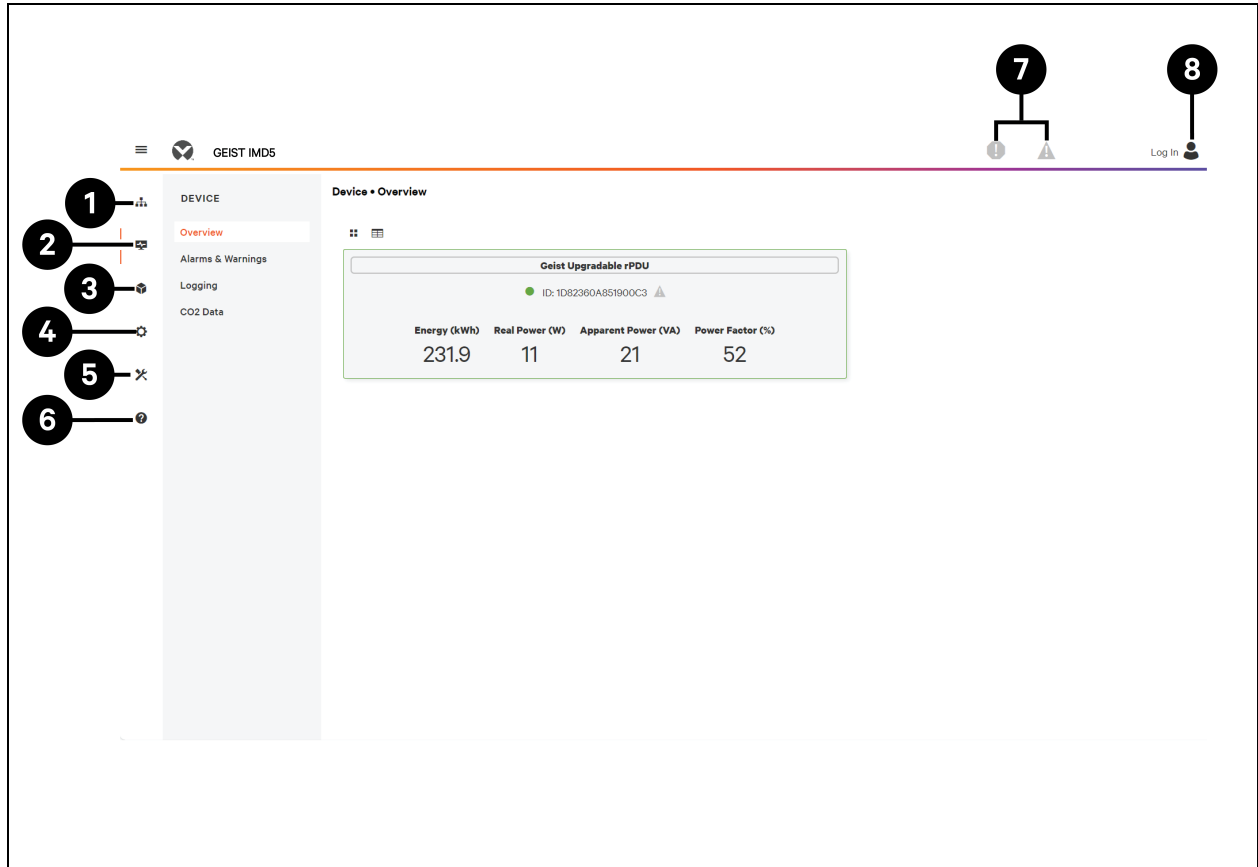 7
8
GEIST IMD5
Log In
1
DEVICE
Device • Overview
2
Overview
Alarms & Warnings
3
Logging
CO2 Data
4
5
6
Geist Upgradable rPDU
ID: 1D82360A851900C3
Energy (kWh) Real Power (W) Apparent Power (VA) Power Factor (%)
231.9 11 21 52